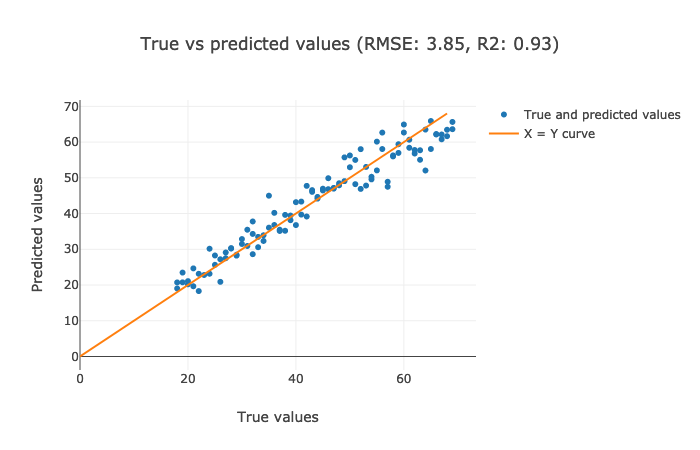 True vs predicted values (RMSE: 3.85, R2: 0.93)
70
60
50
40
30
20
10
0
0 20 40 60
Predicted values
True values
True and predicted values
X = Y curve